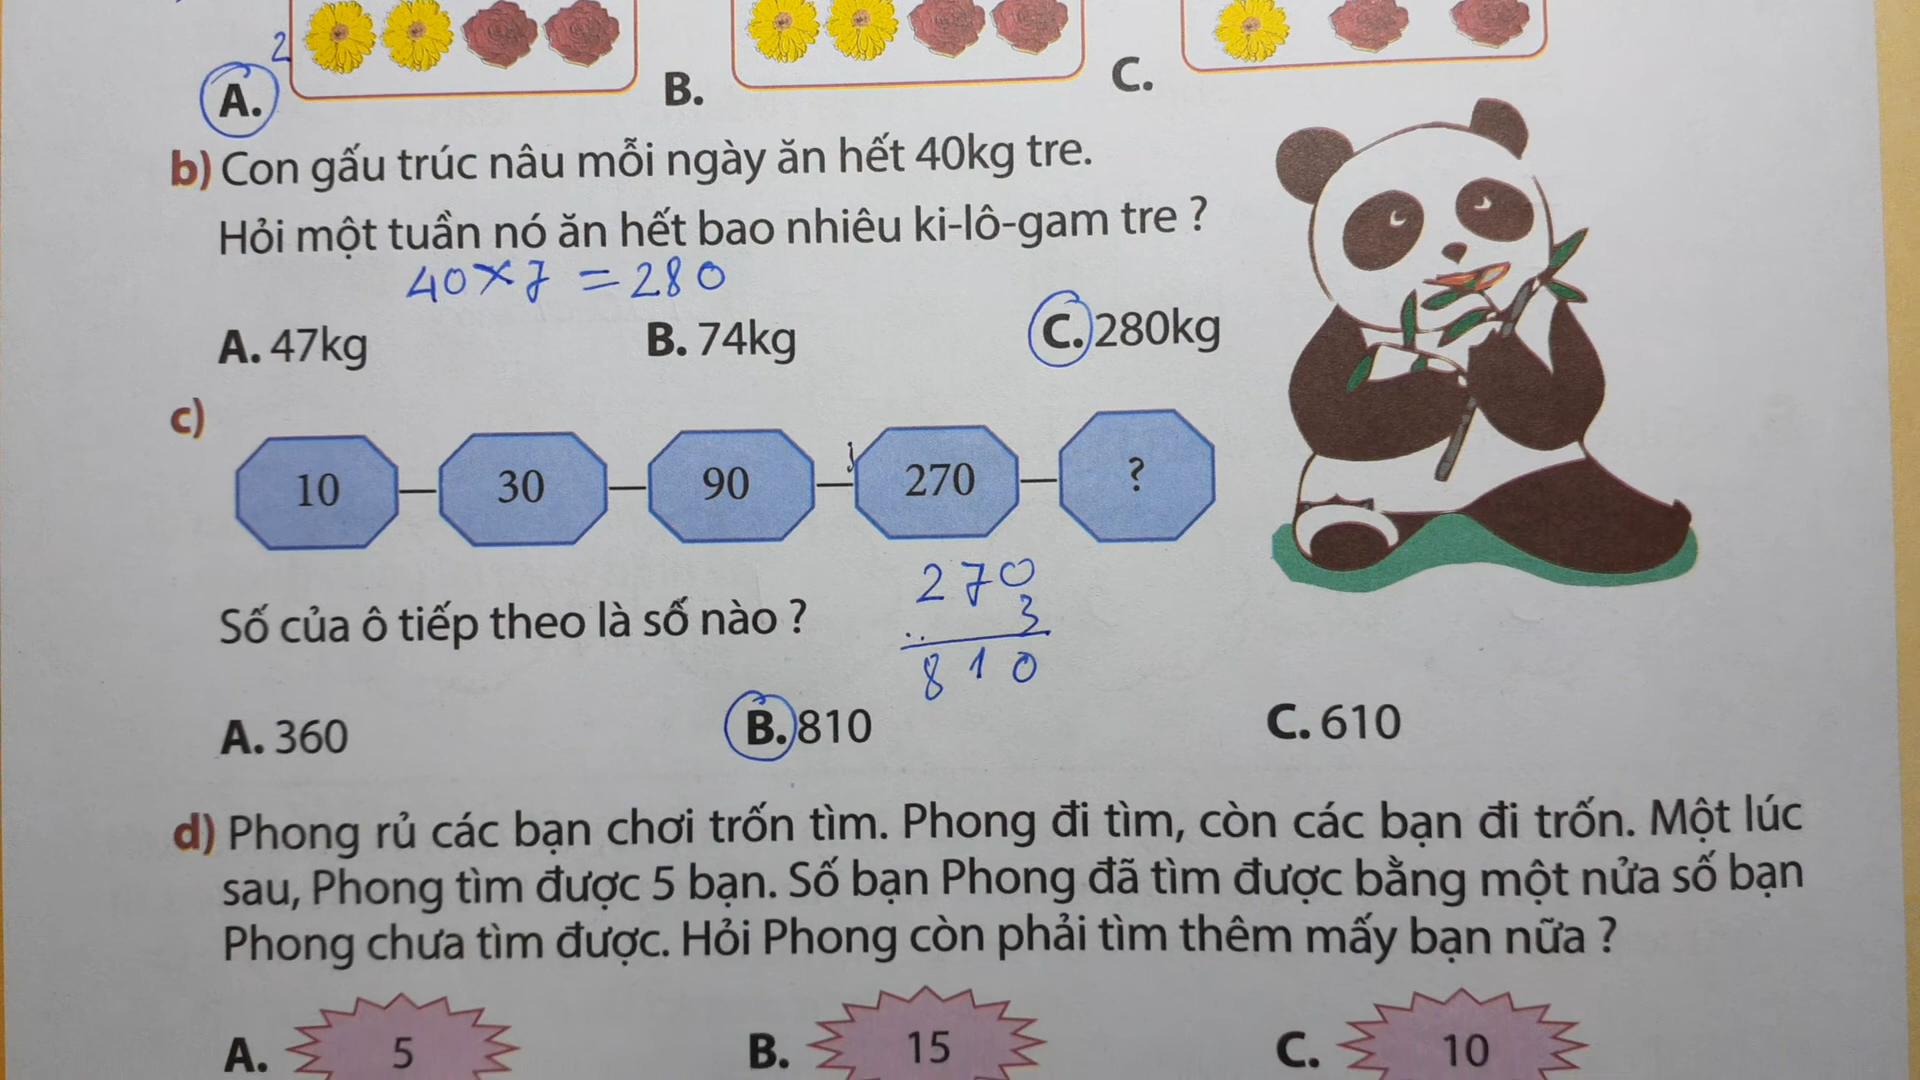 2
A.
B.
C.
b) Con gấu trúc nâu mỗi ngày ăn hết 40kg tre.
Hỏi một tuần nó ăn hết bao nhiêu ki-lô-gam tre ?
40 × 7 = 280
A. 47kg
B. 74kg
C. 280kg
c)
10
30
90
270
?
270
3
810
Số của ô tiếp theo là số nào ?
A. 360
B. 810
C. 610
d) Phong rủ các bạn chơi trốn tìm. Phong đi tìm, còn các bạn đi trốn. Một lúc
sau, Phong tìm được 5 bạn. Số bạn Phong đã tìm được bằng một nửa số bạn
Phong chưa tìm được. Hỏi Phong còn phải tìm thêm mấy bạn nữa ?
A. 5
B. 15
C. 10